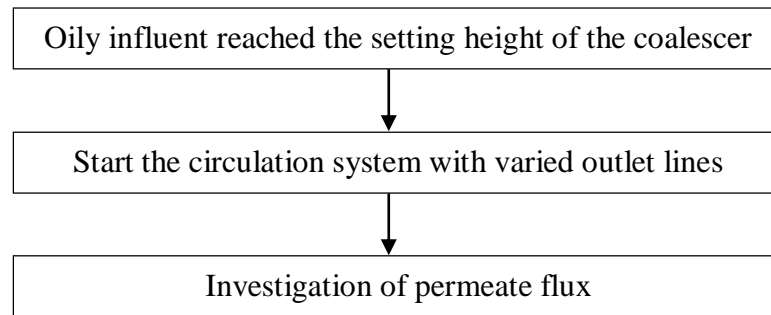 Oily influent reached the setting height of the coalescer
Start the circulation system with varied outlet lines
Investigation of permeate flux